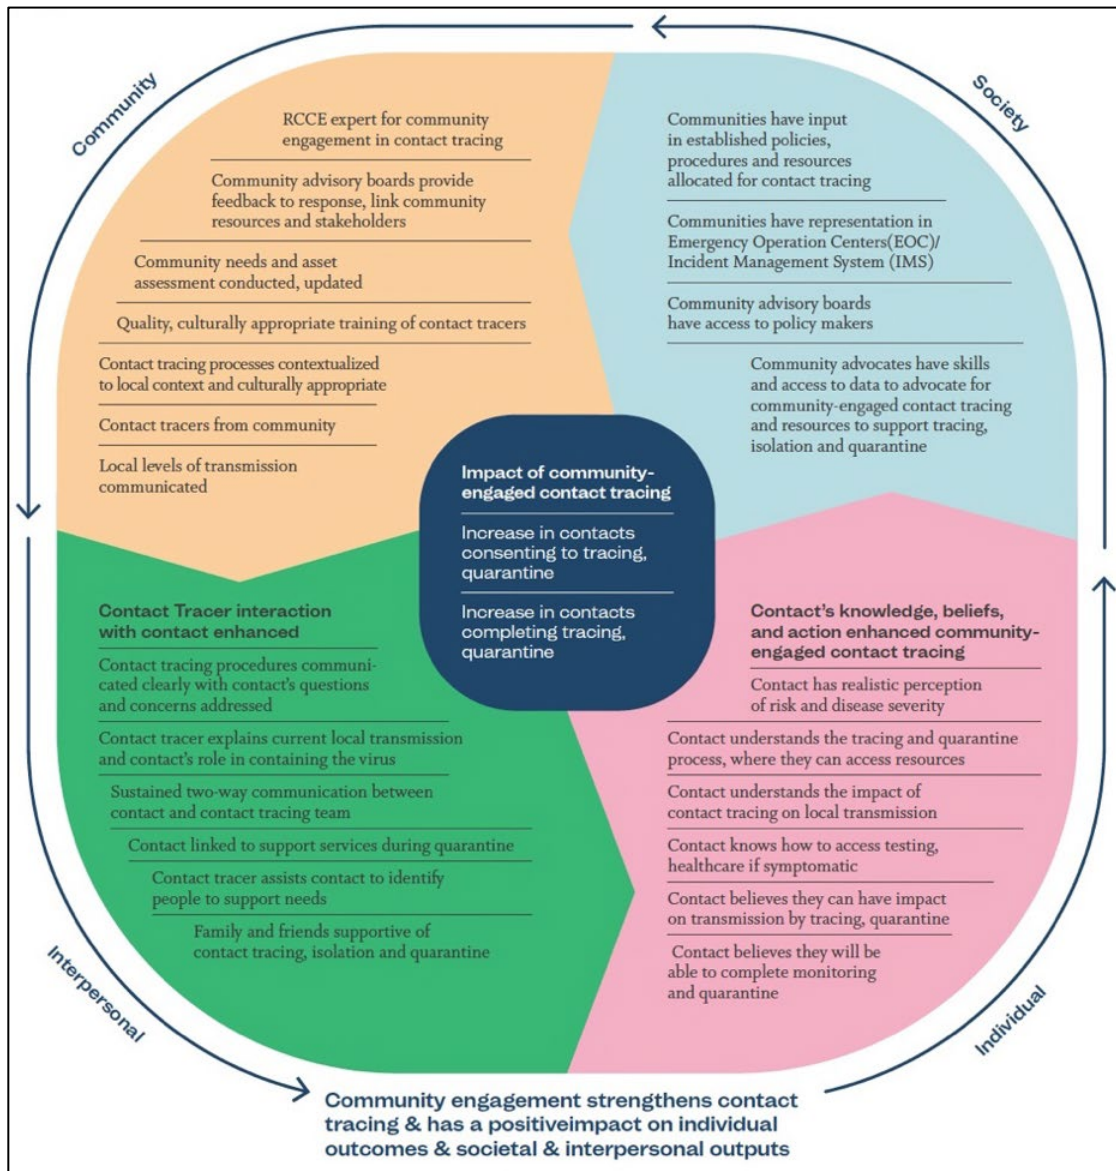 Community
Society
RCCE expert for community
engagement in contact tracing
Community advisory boards provide
feedback to response, link community
resources and stakeholders
Community needs and asset
assessment conducted, updated
Quality, culturally appropriate training of contact tracers
Contact tracing processes contextualized
to local context and culturally appropriate
Contact tracers from community
Local levels of transmission
communicated
Communities have input
in established policies,
procedures and resources
allocated for contact tracing
Communities have representation in
Emergency Operation Centers(EOC)/
Incident Management System (IMS)
Community advisory boards
have access to policy makers
Community advocates have skills
and access to data to advocate for
community-engaged contact tracing
and resources to support tracing,
isolation and quarantine
Impact of community-
engaged contact tracing
Increase in contacts
consenting to tracing,
quarantine
Increase in contacts
completing tracing,
quarantine
Contact Tracer interaction
with contact enhanced
Contact tracing procedures communi-
cated clearly with contact's questions
and concerns addressed
Contact tracer explains current local transmission
and contact's role in containing the virus
Sustained two-way communication between
contact and contact tracing team
Contact linked to support services during quarantine
Contact tracer assists contact to identify
people to support needs
Family and friends supportive of
contact tracing, isolation and quarantine
Contact's knowledge, beliefs,
and action enhanced community-
engaged contact tracing
Contact has realistic perception
of risk and disease severity
Contact understands the tracing and quarantine
process, where they can access resources
Contact understands the impact of
contact tracing on local transmission
Contact knows how to access testing,
healthcare if symptomatic
Contact believes they can have impact
on transmission by tracing, quarantine
Contact believes they will be
able to complete monitoring
and quarantine
Interpersonal
Individual
Community engagement strengthens contact
tracing & has a positiveimpact on individual
outcomes & societal & interpersonal outputs